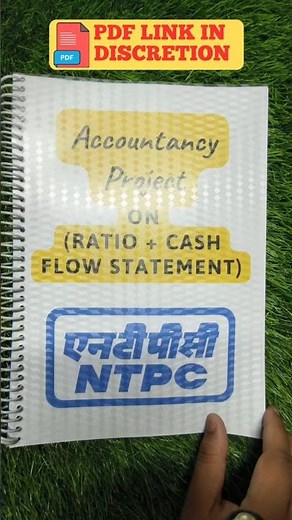 PDF LINK IN
DISCRETION
PDF
Accountancy
Project
ON
(RATIO + CASH
FLOW STATEMENT)
एनटीपीसी
NTPC